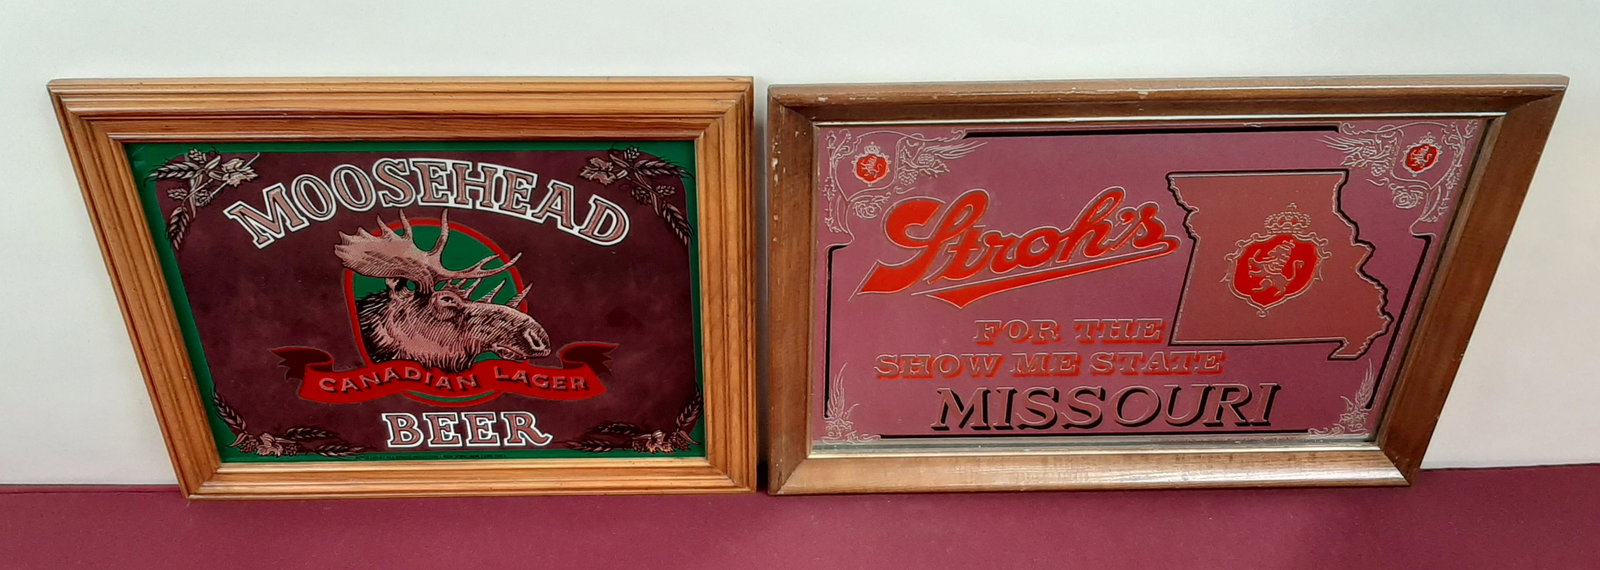 MOOSEHEAD
CANADIAN LAGER
BEER
Stroh's
FOR THE
SHOW ME STATE
MISSOURI